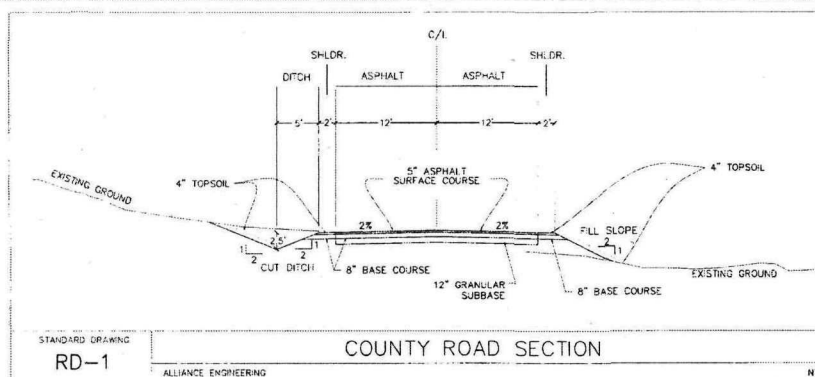 C/L
SHLDR. SHLDR.
DITCH ASPHALT ASPHALT
5' 2' 12' 12' 2'
EXISTING GROUND
4" TOPSOIL
5" ASPHALT
SURFACE COURSE
4" TOPSOIL
2% 2%
2.5'
FILL SLOPE
2
1
1
2
2
1
CUT DITCH
8" BASE COURSE
12" GRANULAR
SUBBASE
8" BASE COURSE
EXISTING GROUND
STANDARD DRAWING
RD-1
COUNTY ROAD SECTION
ALLIANCE ENGINEERING
N